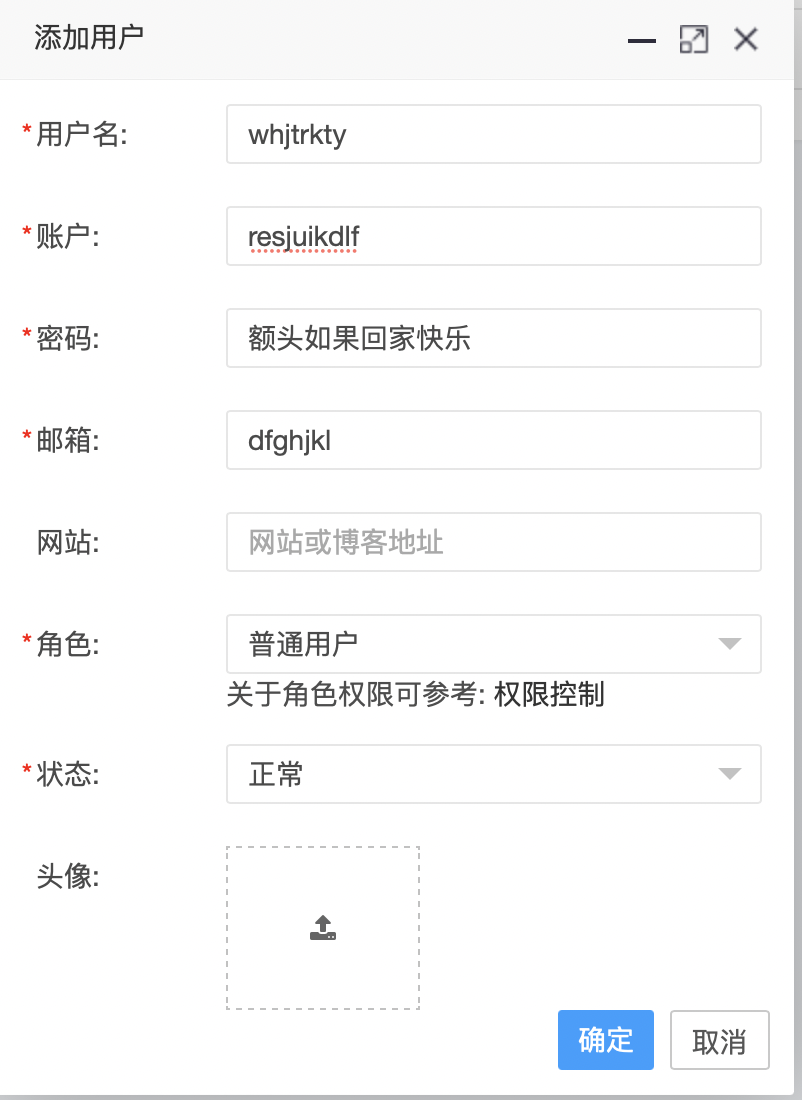 添加用户
*用户名: whjtrkty
*账户: resjuikdlf
*密码: 额头如果回家快乐
*邮箱: dfghjkl
网站: 网站或博客地址
*角色: 普通用户
关于角色权限可参考: 权限控制
*状态: 正常
头像:
确定 取消